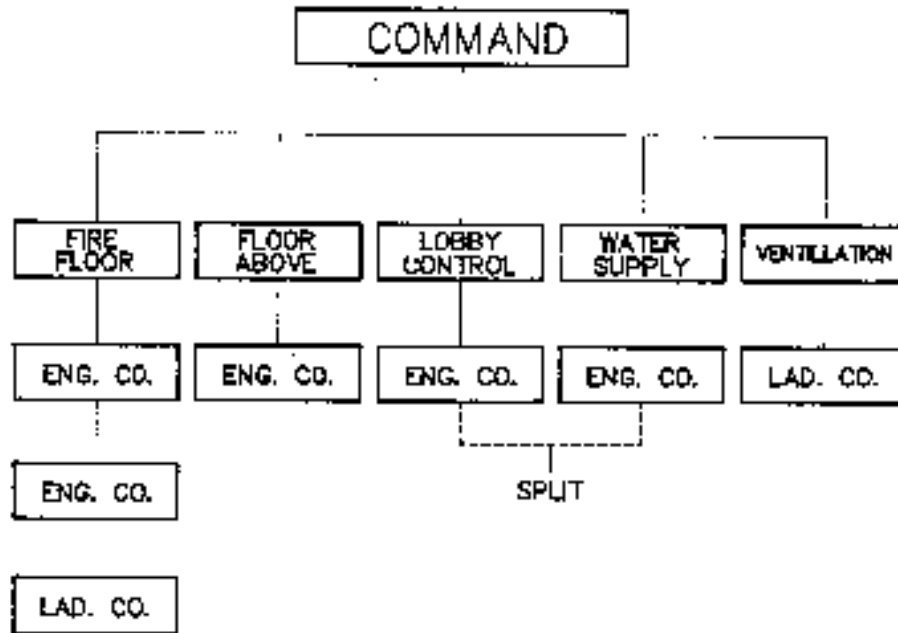 COMMAND
FIRE
FLOOR
FLOOR
ABOVE
LOBBY
CONTROL
WATER
SUPPLY
VENTILLATION
ENG. CO.
ENG. CO.
ENG. CO.
ENG. CO.
LAD. CO.
SPLIT
ENG. CO.
LAD. CO.